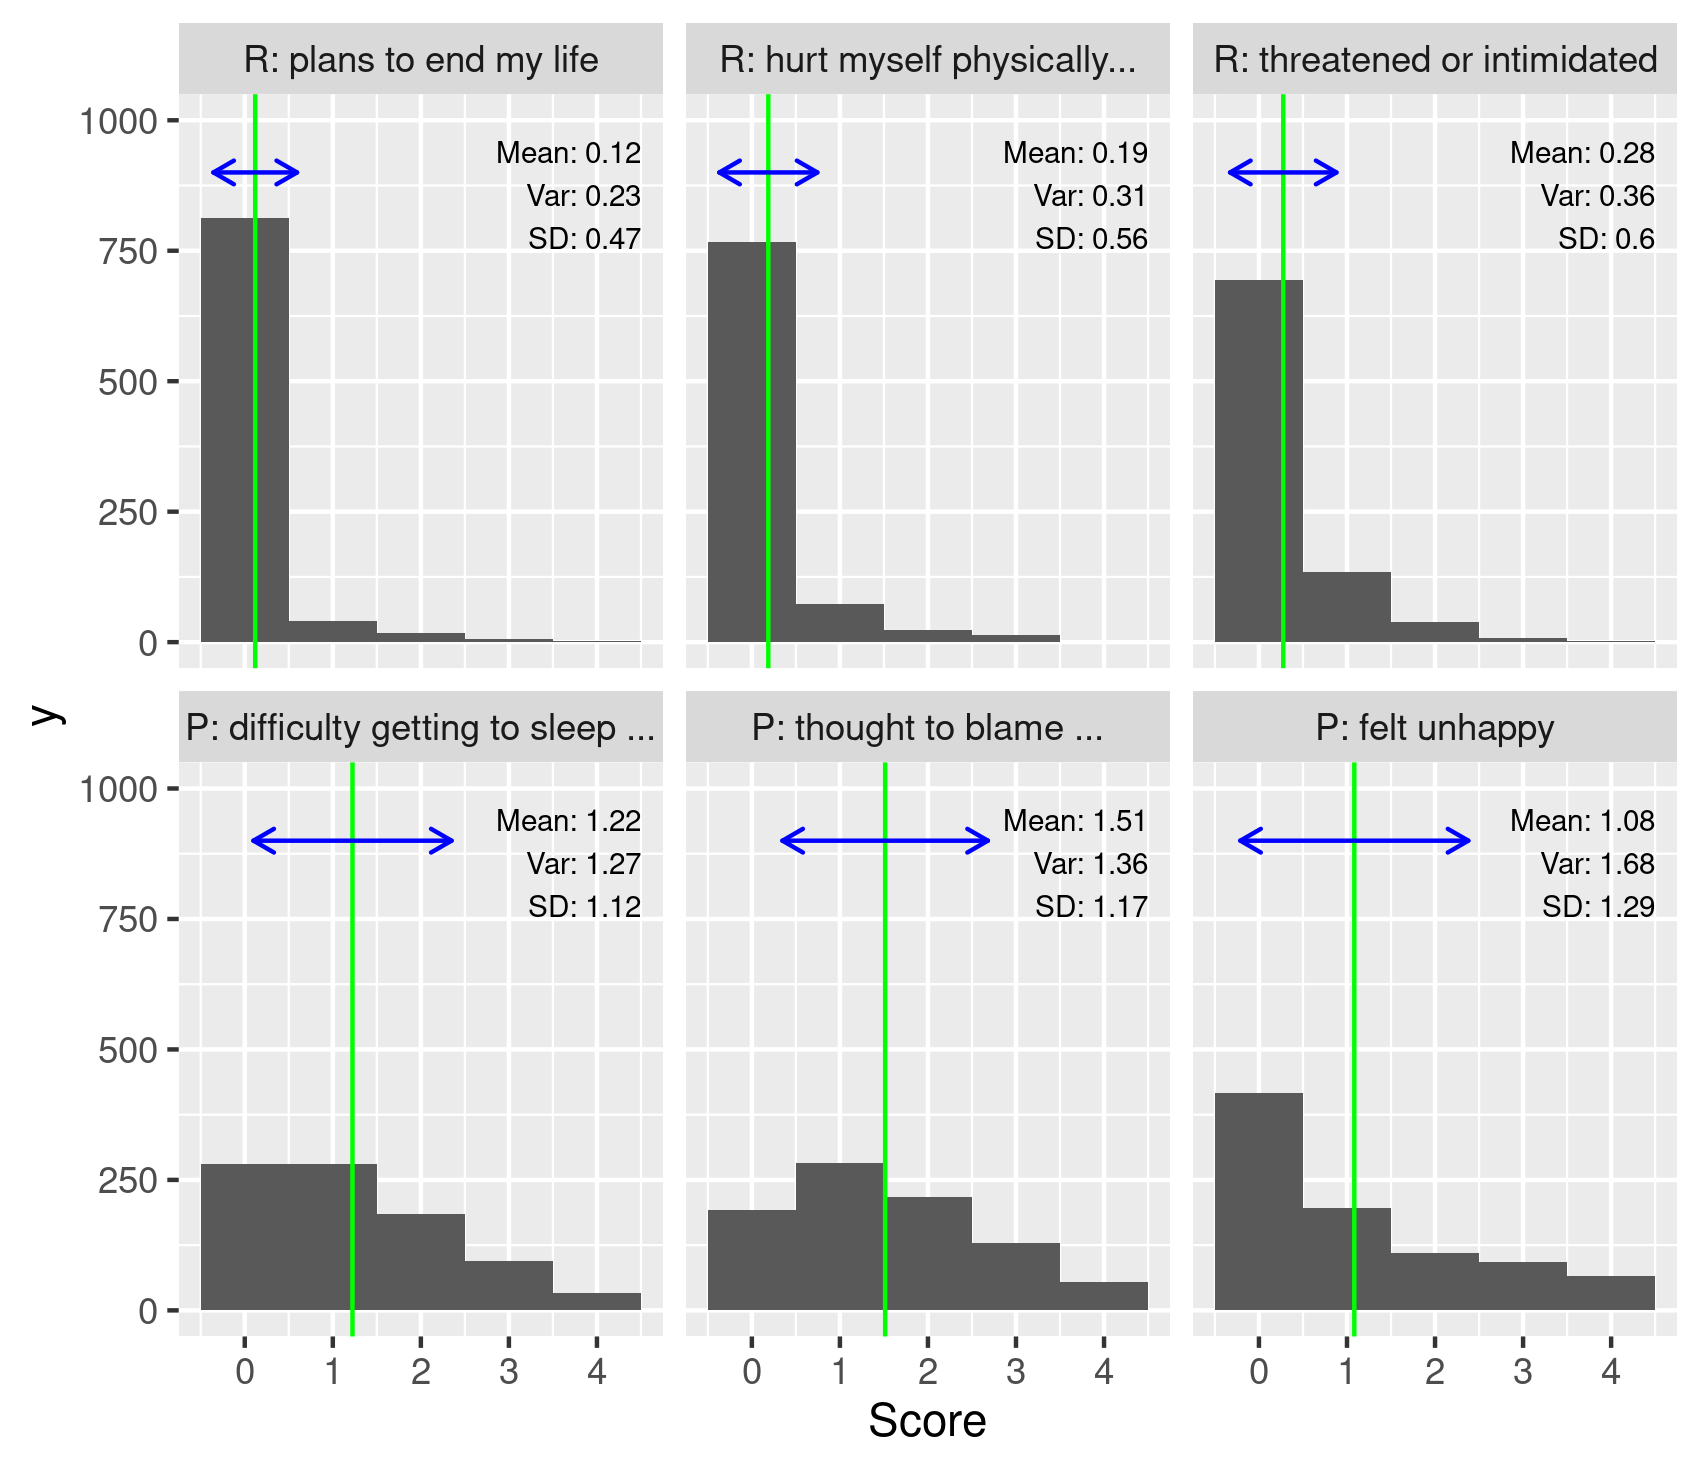 R: plans to end my life
R: hurt myself physically...
R: threatened or intimidated
1000
750
500
250
0
Mean: 0.12
Var: 0.23
SD: 0.47
Mean: 0.19
Var: 0.31
SD: 0.56
Mean: 0.28
Var: 0.36
SD: 0.6
y
P: difficulty getting to sleep ...
P: thought to blame ...
P: felt unhappy
1000
750
500
250
0
Mean: 1.22
Var: 1.27
SD: 1.12
Mean: 1.51
Var: 1.36
SD: 1.17
Mean: 1.08
Var: 1.68
SD: 1.29
0 1 2 3 4
0 1 2 3 4
0 1 2 3 4
Score